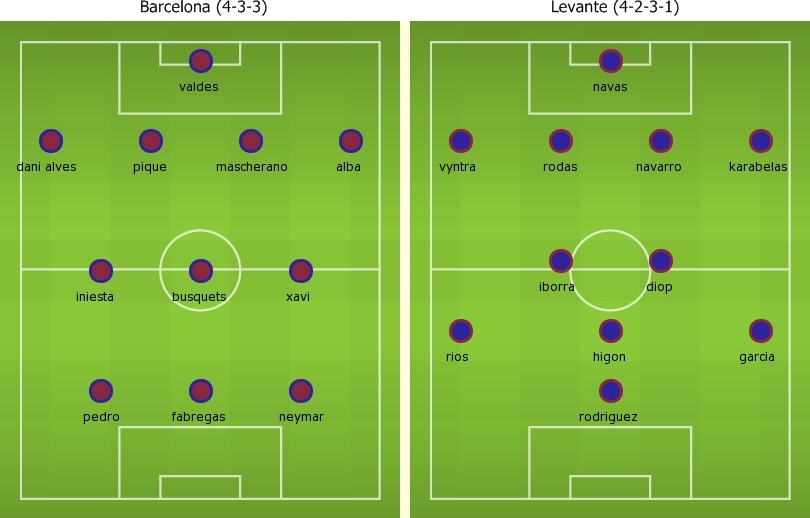 Barcelona (4-3-3)
valdes
dani alves pique mascherano alba
iniesta busquets xavi
pedro fabregas neymar
Levante (4-2-3-1)
navas
vyntra rodas navarro karabelas
iborra diop
rios higon garcia
rodriguez